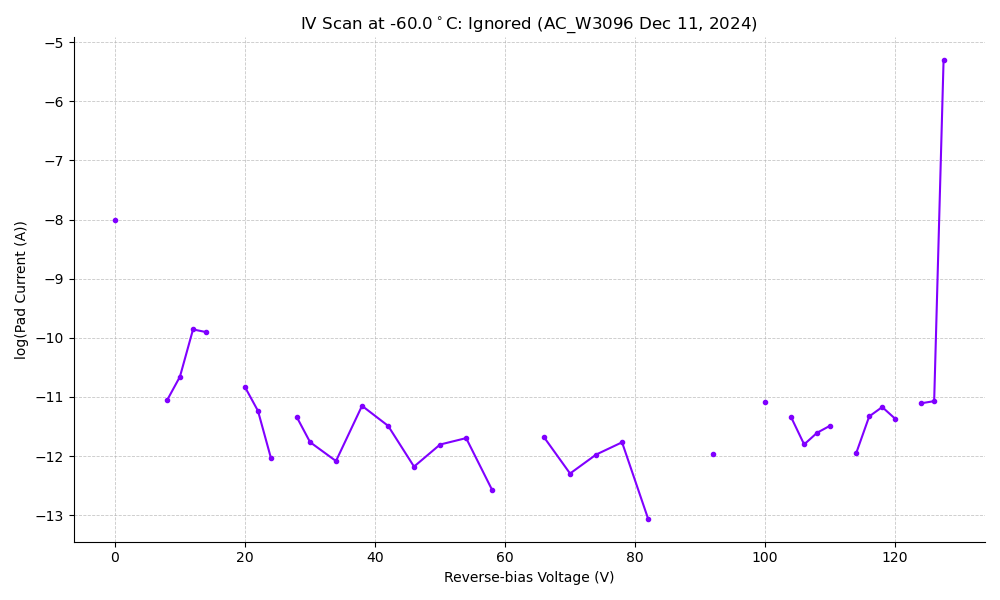 IV Scan at -60.0°C: Ignored (AC_W3096 Dec 11, 2024)
−5
−6
−7
−8
−9
−10
−11
−12
−13
log(Pad Current (A))
0 20 40 60 80 100 120
Reverse-bias Voltage (V)